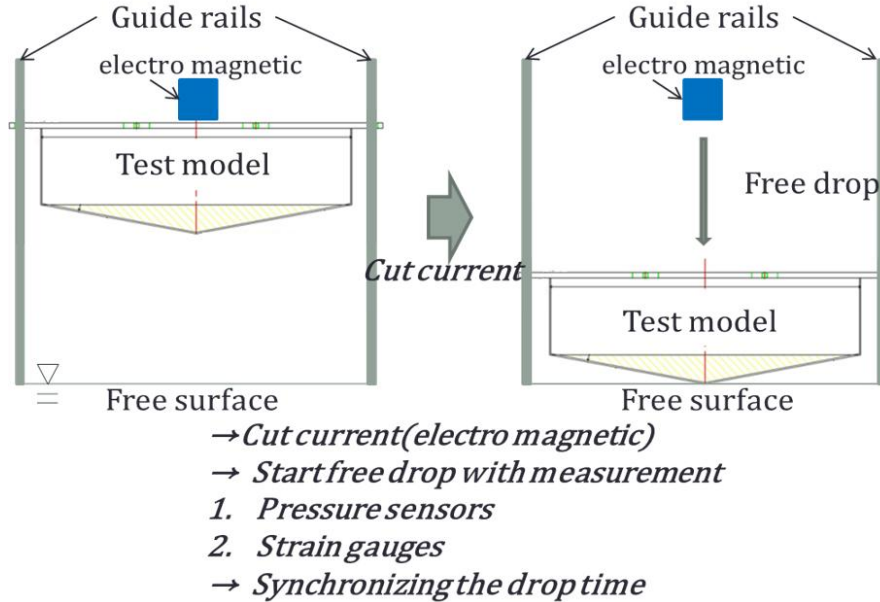 Guide rails
electro magnetic
Test model
Free surface
Cut current
Guide rails
electro magnetic
Free drop
Test model
Free surface
→Cut current(electro magnetic)
→ Start free drop with measurement
1. Pressure sensors
2. Strain gauges
→ Synchronizing the drop time